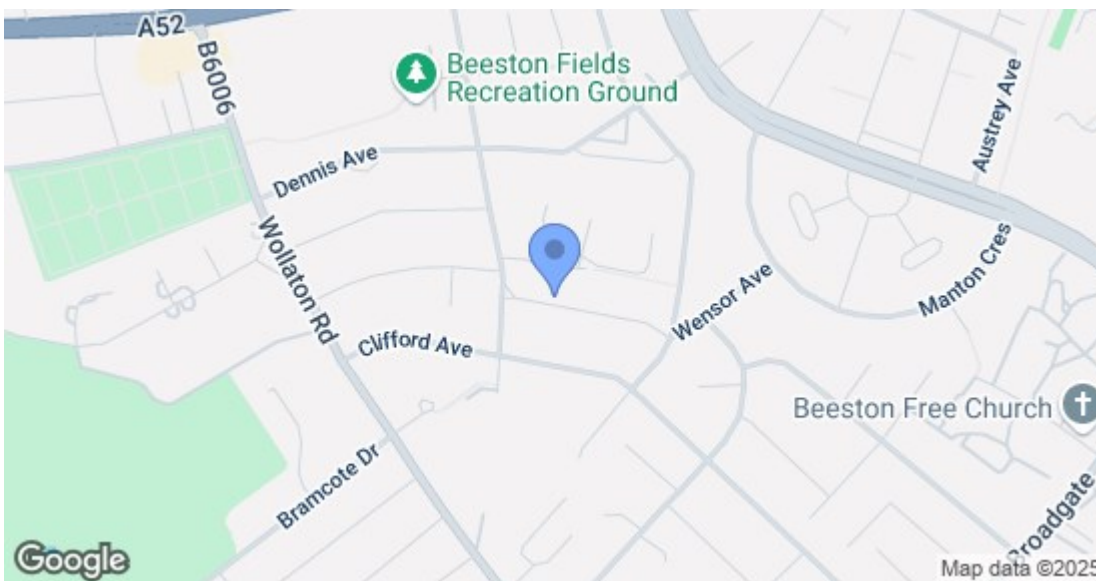 A52
B6006
Beeston Fields
Recreation Ground
Austrey Ave
Dennis Ave
Wollaton Rd
Manton Cres
Wensor Ave
Clifford Ave
Beeston Free Church
Bramcote Dr
Broadgate
Google
Map data ©2025